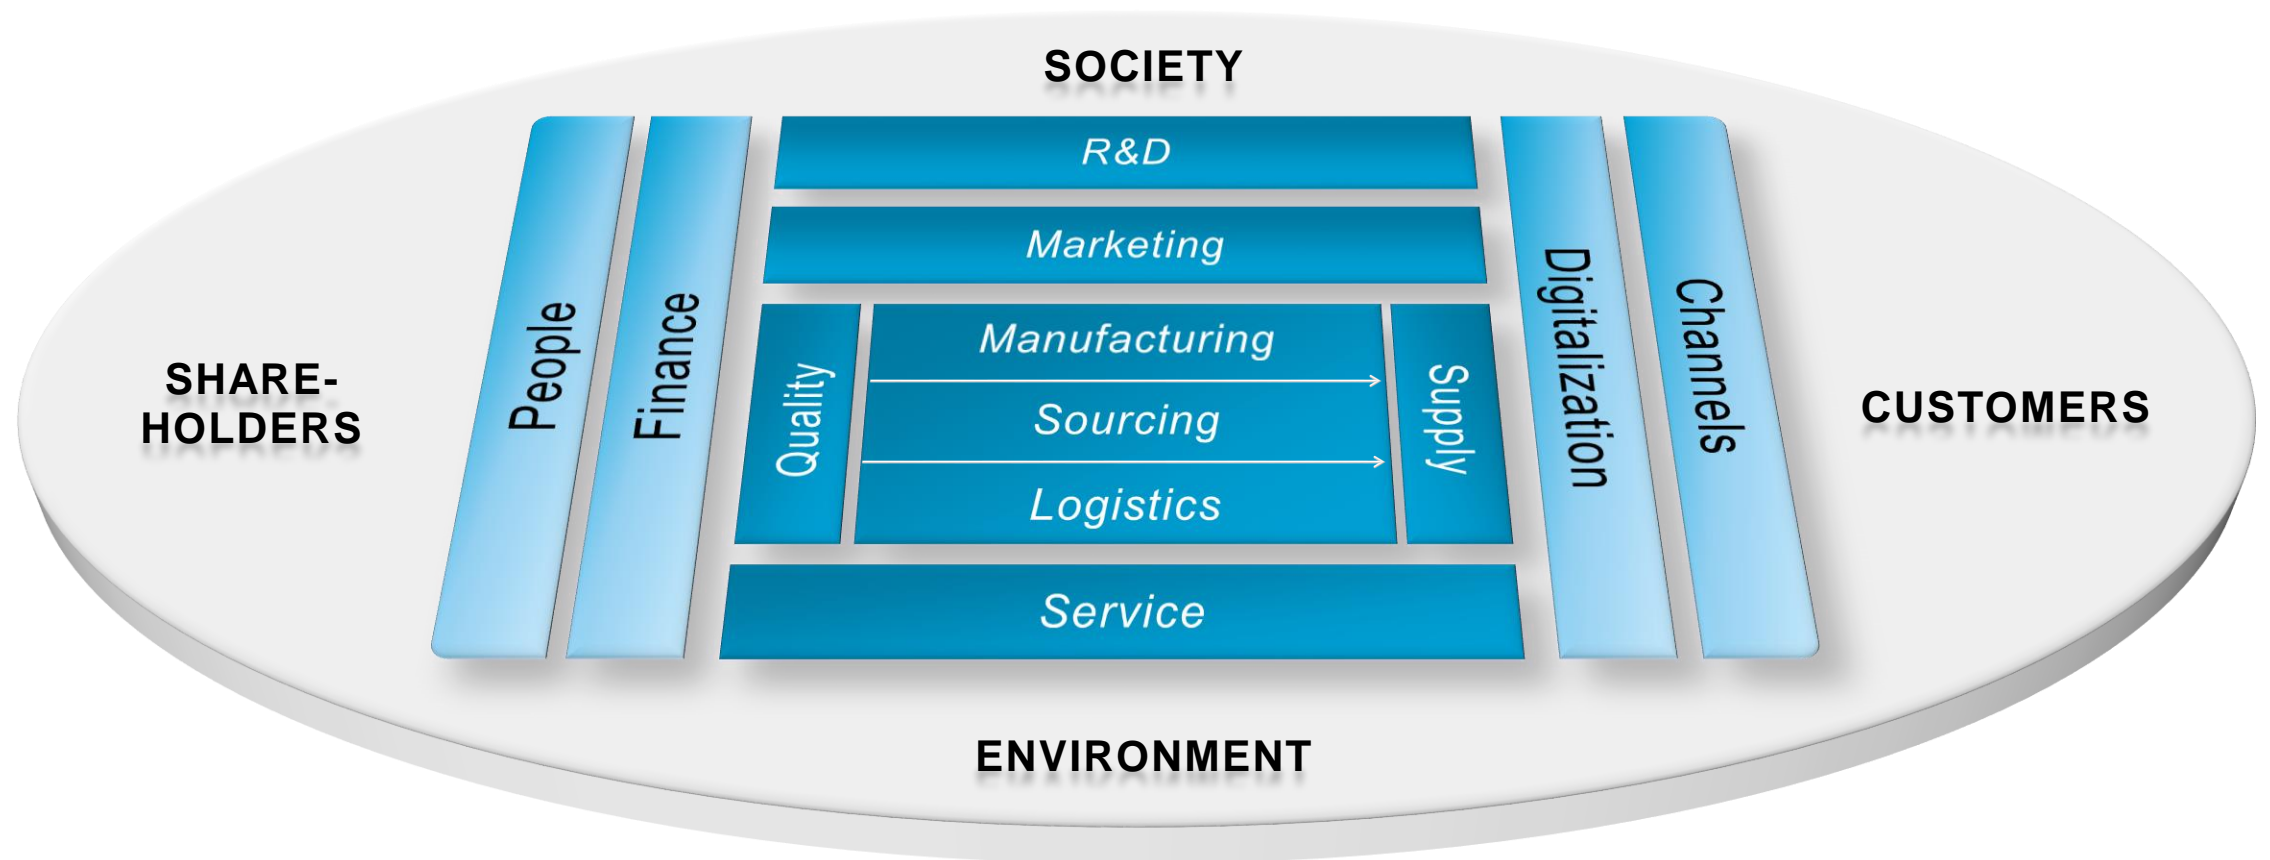 SOCIETY
R&D
Marketing
SHARE-
HOLDERS
People
Finance
Quality
Manufacturing
Sourcing
Logistics
Supply
Digitalization
Channels
CUSTOMERS
Service
ENVIRONMENT